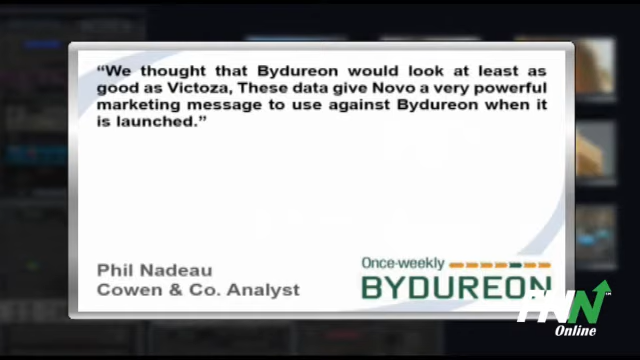 “We thought that Bydureon would look at least as
good as Victoza, These data give Novo a very powerful
marketing message to use against Bydureon when it
is launched.”
Phil Nadeau
Cowen & Co. Analyst
Once-weekly
BYDUREON
PNN
Online